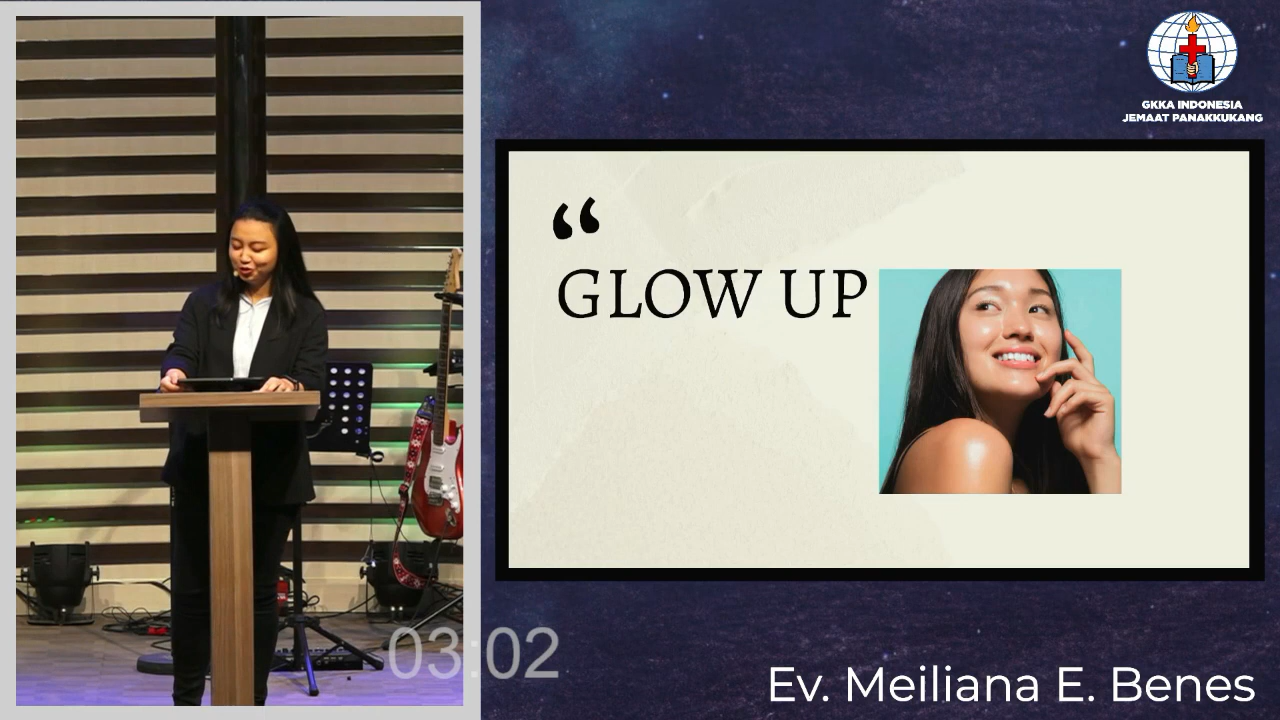 GKKA INDONESIA
JEMAAT PANAKKUKANG
“
GLOW UP
03:02
Ev. Meiliana E. Benes